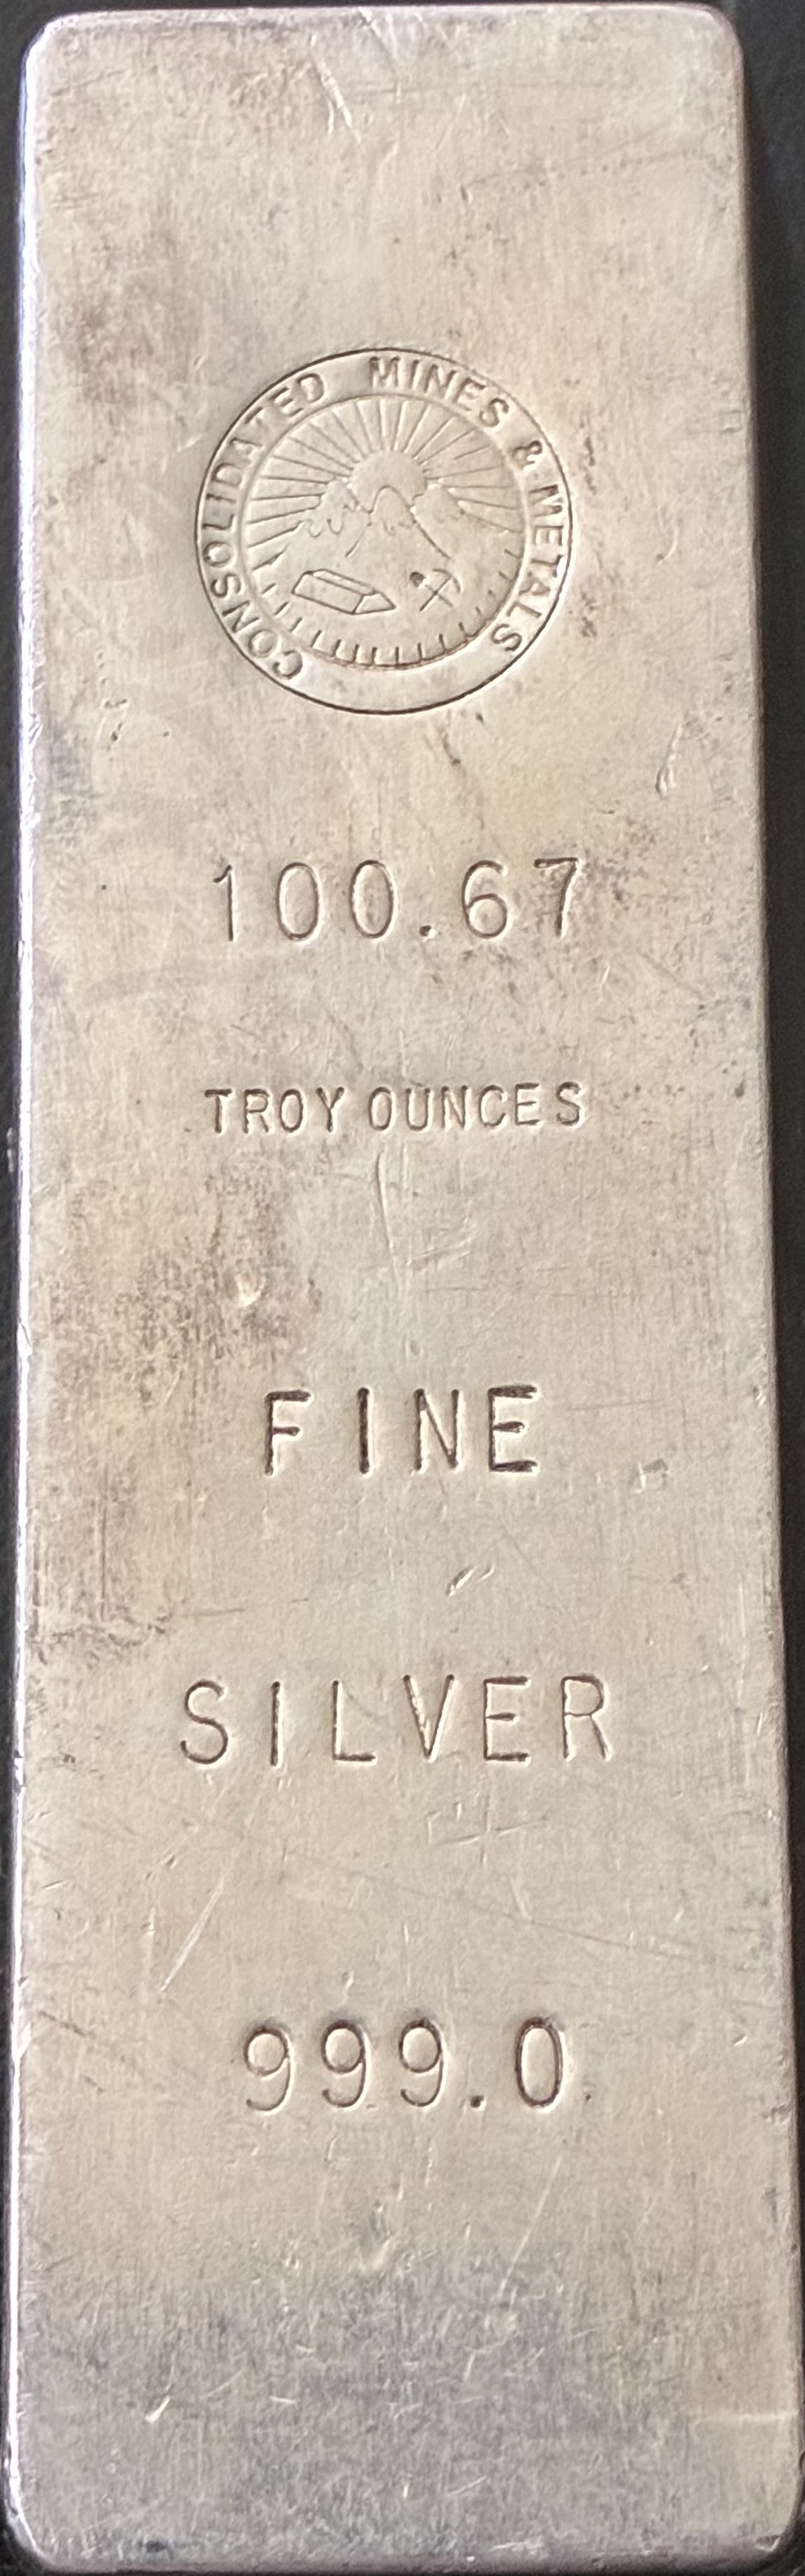 CONSOLIDATED MINES & METALS
100.67
TROY OUNCES
FINE
SILVER
999.0